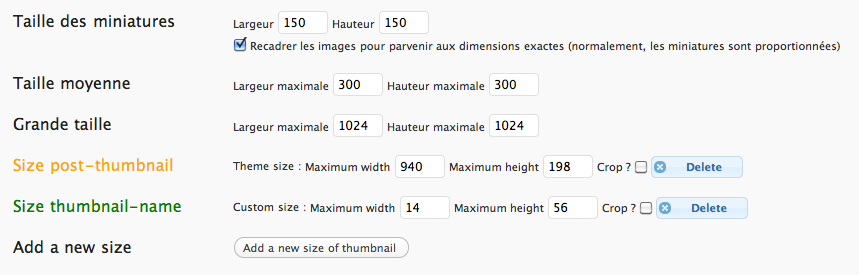 Taille des miniatures Largeur 150 Hauteur 150
Recadrer les images pour parvenir aux dimensions exactes (normalement, les miniatures sont proportionnées)
Taille moyenne Largeur maximale 300 Hauteur maximale 300
Grande taille Largeur maximale 1024 Hauteur maximale 1024
Size post-thumbnail Theme size : Maximum width 940 Maximum height 198 Crop ? Delete
Size thumbnail-name Custom size : Maximum width 14 Maximum height 56 Crop ? Delete
Add a new size Add a new size of thumbnail